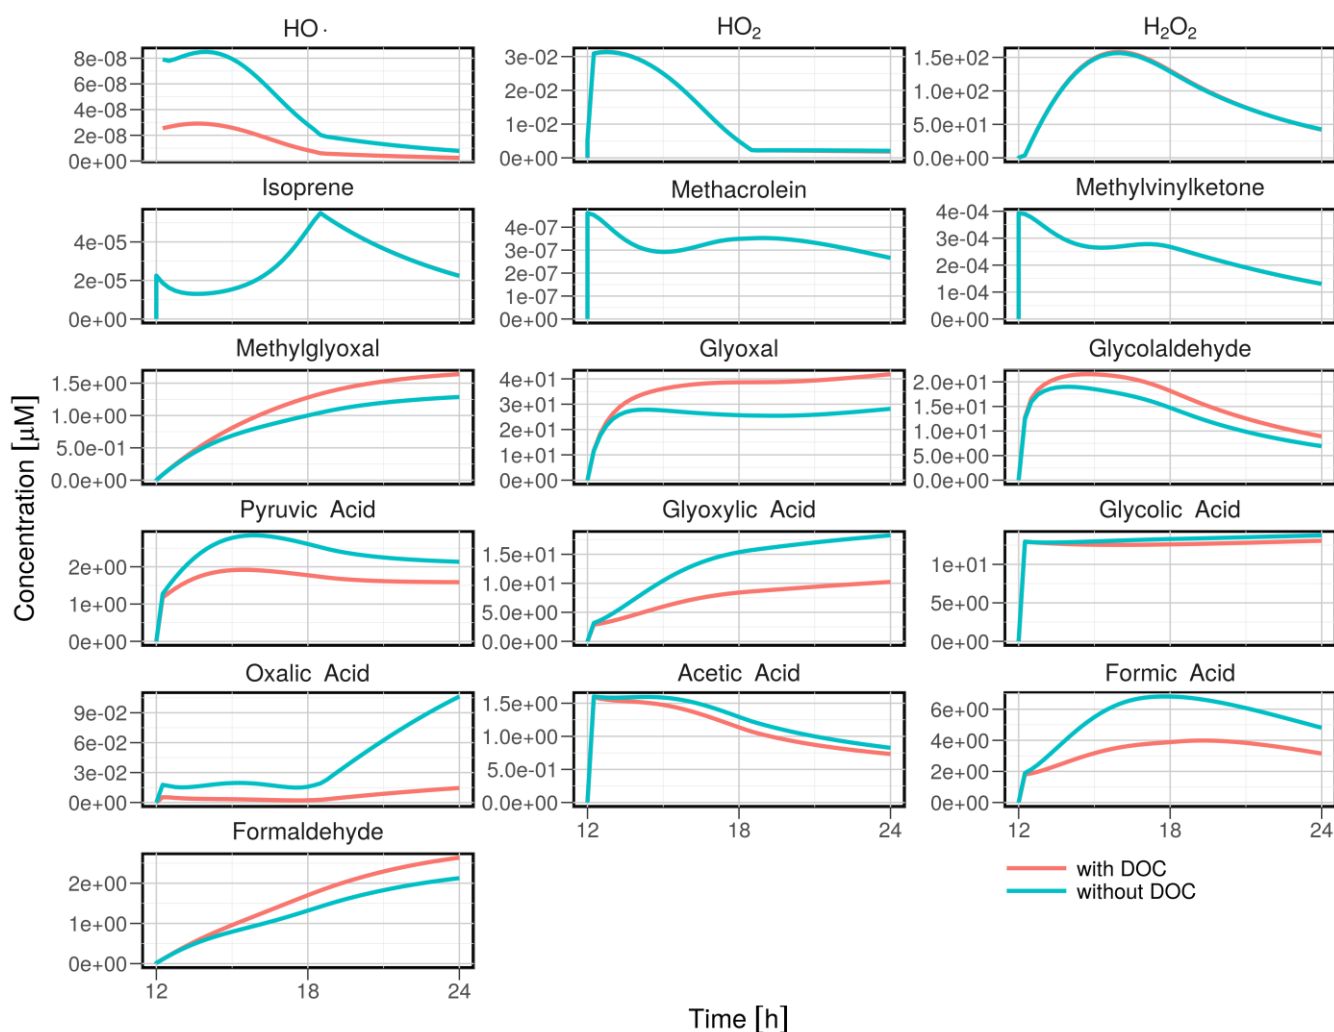 HO· HO₂ H₂O₂
8e-08
6e-08
4e-08
2e-08
0e+00
3e-02
2e-02
1e-02
0e+00
1.5e+02
1.0e+02
5.0e+01
0.0e+00
Isoprene Methacrolein Methylvinylketone
4e-05
2e-05
0e+00
4e-07
3e-07
2e-07
1e-07
0e+00
4e-04
3e-04
2e-04
1e-04
0e+00
Methylglyoxal Glyoxal Glycolaldehyde
1.5e+00
1.0e+00
5.0e-01
0.0e+00
4e+01
3e+01
2e+01
1e+01
0e+00
2.0e+01
1.5e+01
1.0e+01
5.0e+00
0.0e+00
Pyruvic Acid Glyoxylic Acid Glycolic Acid
2e+00
1e+00
0e+00
1.5e+01
1.0e+01
5.0e+00
0.0e+00
1e+01
5e+00
0e+00
Oxalic Acid Acetic Acid Formic Acid
9e-02
6e-02
3e-02
0e+00
1.5e+00
1.0e+00
5.0e-01
0.0e+00
6e+00
4e+00
2e+00
0e+00
12 18 24 12 18 24
Formaldehyde
2e+00
1e+00
0e+00
12 18 24
with DOC
without DOC
Concentration [µM]
Time [h]